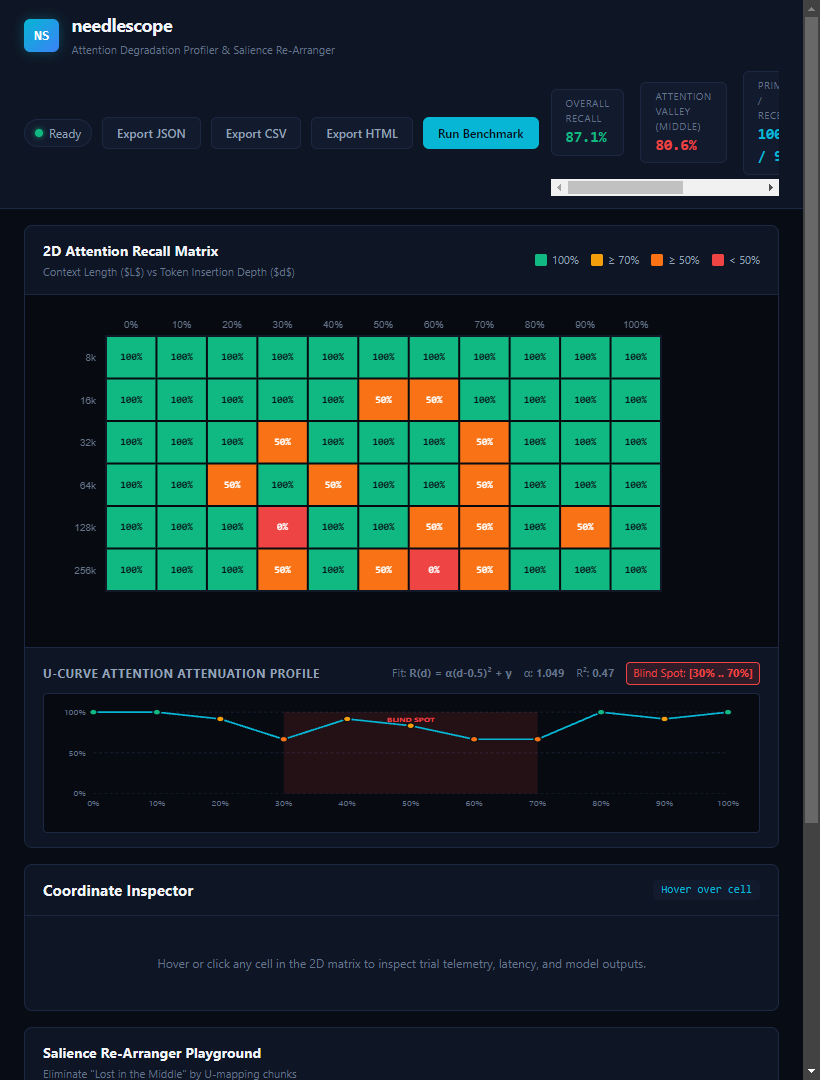 NS
needlescope
Attention Degradation Profiler & Salience Re-Arranger
Ready
Export JSON
Export CSV
Export HTML
Run Benchmark
OVERALL
RECALL
87.1%
ATTENTION
VALLEY
(MIDDLE)
80.6%
/
2D Attention Recall Matrix
Context Length ($L$) vs Token Insertion Depth ($d$)
100% ≥ 70% ≥ 50% < 50%
0% 10% 20% 30% 40% 50% 60% 70% 80% 90% 100%
8k 100% 100% 100% 100% 100% 100% 100% 100% 100% 100% 100%
16k 100% 100% 100% 100% 100% 50% 50% 100% 100% 100% 100%
32k 100% 100% 100% 50% 100% 100% 100% 50% 100% 100% 100%
64k 100% 100% 50% 100% 50% 100% 100% 50% 100% 100% 100%
128k 100% 100% 100% 0% 100% 100% 50% 50% 100% 50% 100%
256k 100% 100% 100% 50% 100% 50% 0% 50% 100% 100% 100%
U-CURVE ATTENTION ATTENUATION PROFILE
Fit: R(d) = α(d-0.5)² + γ α: 1.049 R²: 0.47
Blind Spot: [30% .. 70%]
100%
BLIND SPOT
50%
0%
0% 10% 20% 30% 40% 50% 60% 70% 80% 90% 100%
Coordinate Inspector
Hover over cell
Hover or click any cell in the 2D matrix to inspect trial telemetry, latency, and model outputs.
Salience Re-Arranger Playground
Eliminate "Lost in the Middle" by U-mapping chunks